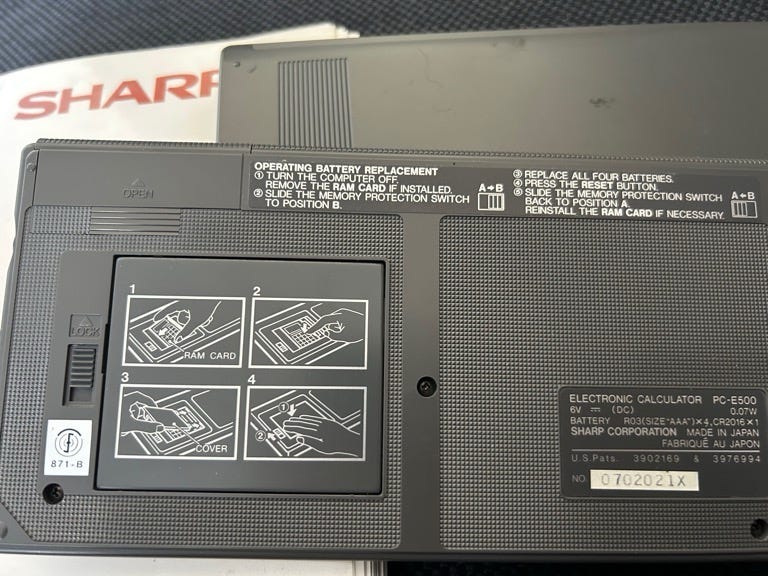 SHARP
OPEN
OPERATING BATTERY REPLACEMENT
① TURN THE COMPUTER OFF.
REMOVE THE RAM CARD IF INSTALLED.
② SLIDE THE MEMORY PROTECTION SWITCH
TO POSITION B.
A→B
③ REPLACE ALL FOUR BATTERIES.
④ PRESS THE RESET BUTTON.
⑤ SLIDE THE MEMORY PROTECTION SWITCH
BACK TO POSITION A.
REINSTALL THE RAM CARD IF NECESSARY.
A←B
LOCK
1
RAM CARD
2
3
COVER
4
①
②
871-B
ELECTRONIC CALCULATOR PC-E500
6V ⎓ (DC) 0.07W
BATTERY R03(SIZE"AAA")×4,CR2016×1
SHARP CORPORATION MADE IN JAPAN
FABRIQUÉ AU JAPON
U.S.Pats. 3902169 & 3976994
NO. 0702021X